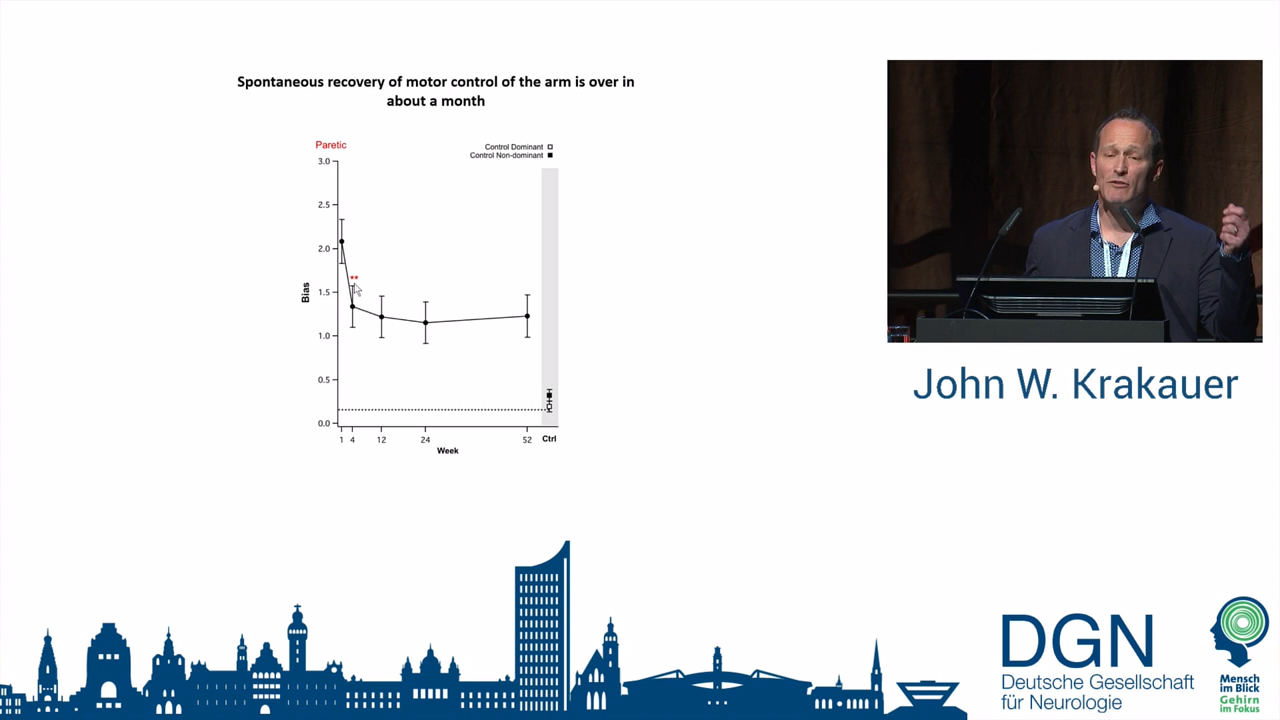 Spontaneous recovery of motor control of the arm is over in
about a month
Paretic
Control Dominant
Control Non-dominant
3.0
2.5
2.0
**
1.5
1.0
0.5
0.0
Bias
1 4 12 24 52 Ctrl
Week
John W. Krakauer
DGN
Deutsche Gesellschaft
für Neurologie
Mensch
im Blick
Gehirn
im Fokus